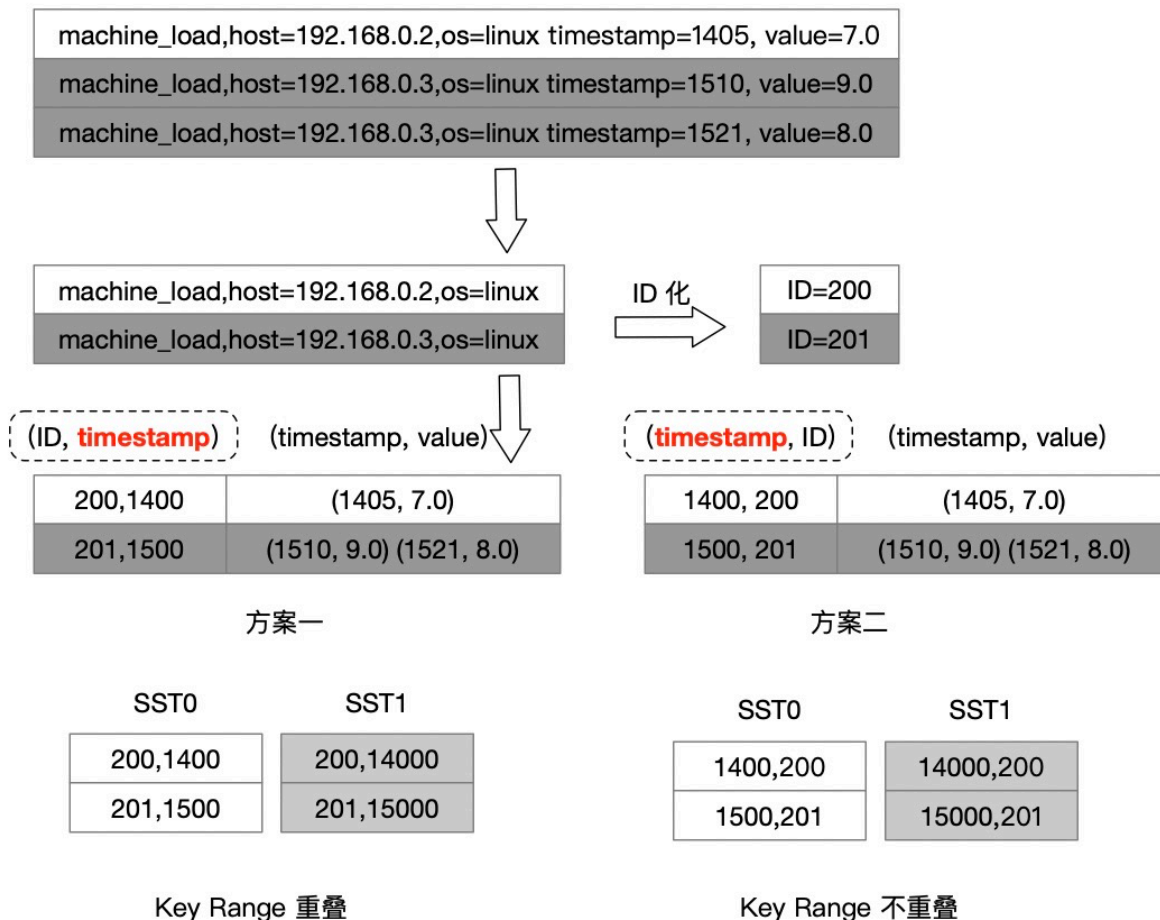 machine_load,host=192.168.0.2,os=linux timestamp=1405, value=7.0
machine_load,host=192.168.0.3,os=linux timestamp=1510, value=9.0
machine_load,host=192.168.0.3,os=linux timestamp=1521, value=8.0
machine_load,host=192.168.0.2,os=linux
machine_load,host=192.168.0.3,os=linux
ID 化
ID=200
ID=201
(ID, timestamp) (timestamp, value)
200,1400 (1405, 7.0)
201,1500 (1510, 9.0) (1521, 8.0)
方案一
(timestamp, ID) (timestamp, value)
1400, 200 (1405, 7.0)
1500, 201 (1510, 9.0) (1521, 8.0)
方案二
SST0 SST1
200,1400 200,14000
201,1500 201,15000
Key Range 重叠
SST0 SST1
1400,200 14000,200
1500,201 15000,201
Key Range 不重叠